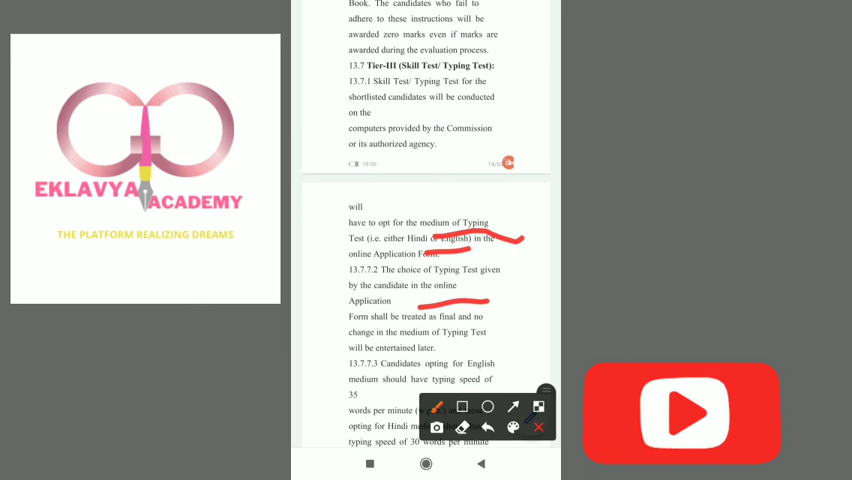 EKLAVYA
ACADEMY
THE PLATFORM REALIZING DREAMS
Book. The candidates who fail to
adhere to these instructions will be
awarded zero marks even if marks are
awarded during the evaluation process.
13.7 Tier-III (Skill Test/ Typing Test):
13.7.1 Skill Test/ Typing Test for the
shortlisted candidates will be conducted
on the
computers provided by the Commission
or its authorized agency.
18:56
will
have to opt for the medium of Typing
Test (i.e. either Hindi or English) in the
online Application Form.
13.7.7.2 The choice of Typing Test given
by the candidate in the online
Application
Form shall be treated as final and no
change in the medium of Typing Test
will be entertained later.
13.7.7.3 Candidates opting for English
medium should have typing speed of
35
words per minute
opting for Hindi
typing speed of 30 words per minute